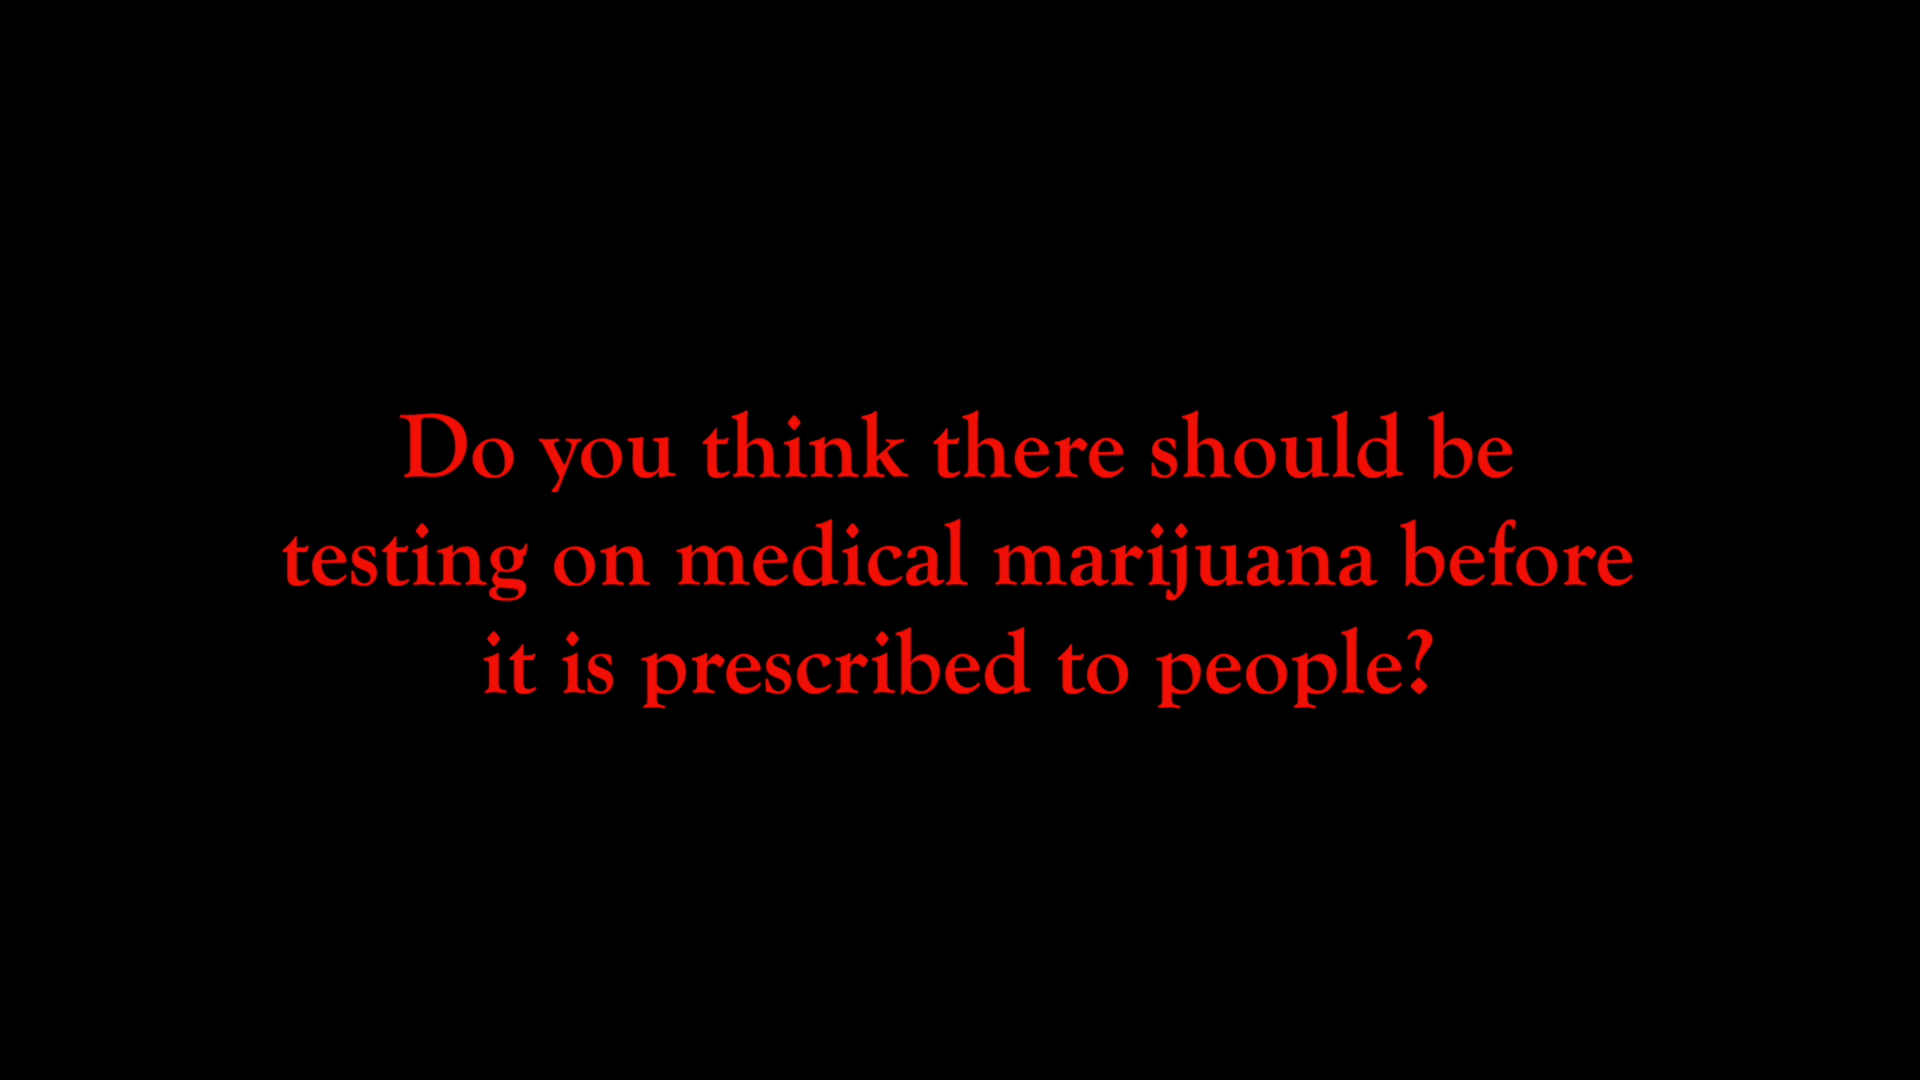 Do you think there should be
testing on medical marijuana before
it is prescribed to people?